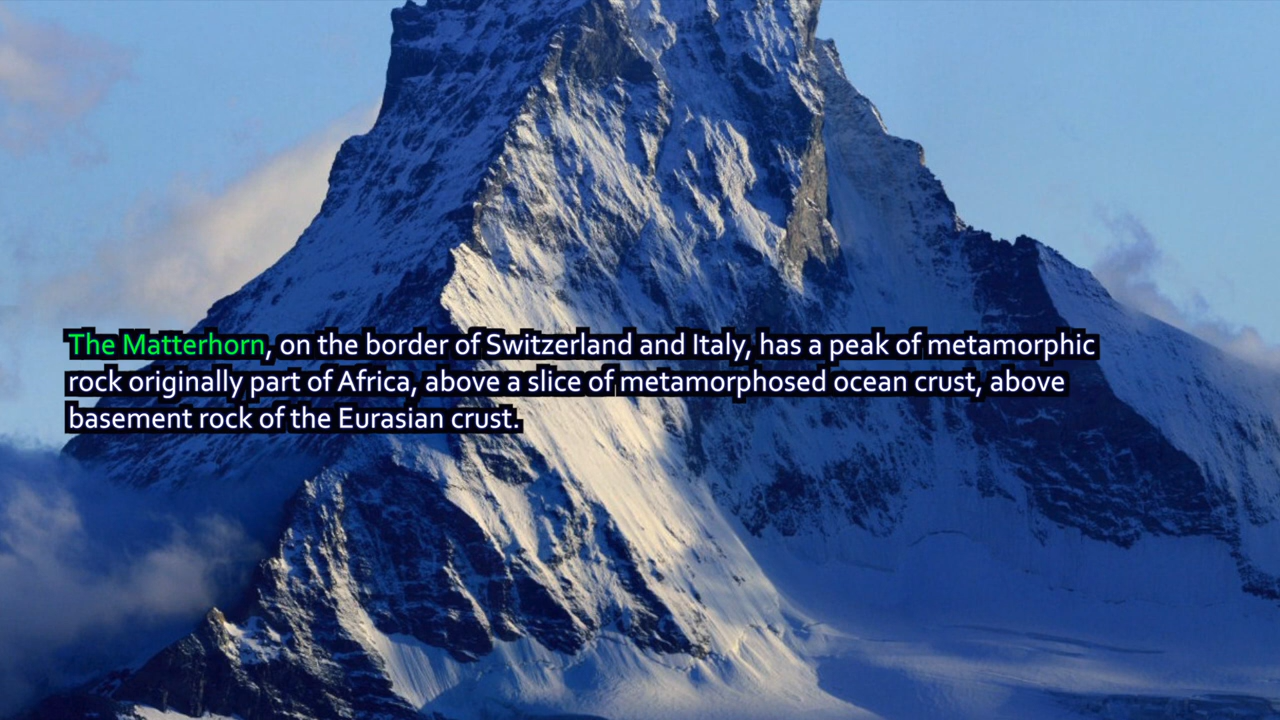 The Matterhorn, on the border of Switzerland and Italy, has a peak of metamorphic
rock originally part of Africa, above a slice of metamorphosed ocean crust, above
basement rock of the Eurasian crust.